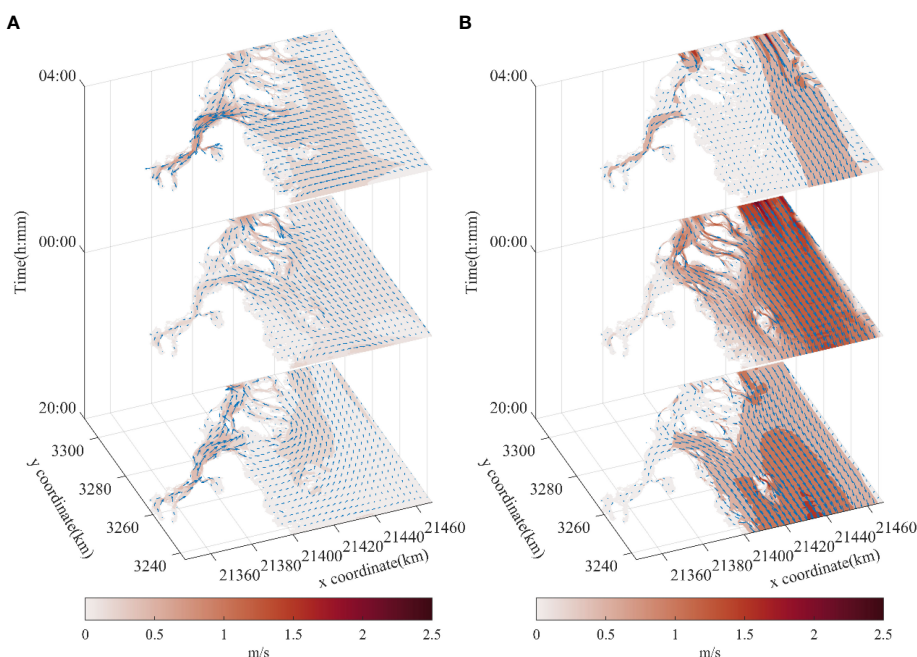 A
04:00
00:00
20:00
Time(h:mm)
3300
3280
3260
3240
y coordinate(km)
21360
21380
21400
21420
21440
21460
x coordinate(km)
0 0.5 1 1.5 2 2.5
m/s
B
04:00
00:00
20:00
Time(h:mm)
3300
3280
3260
3240
y coordinate(km)
21360
21380
21400
21420
21440
21460
x coordinate(km)
0 0.5 1 1.5 2 2.5
m/s